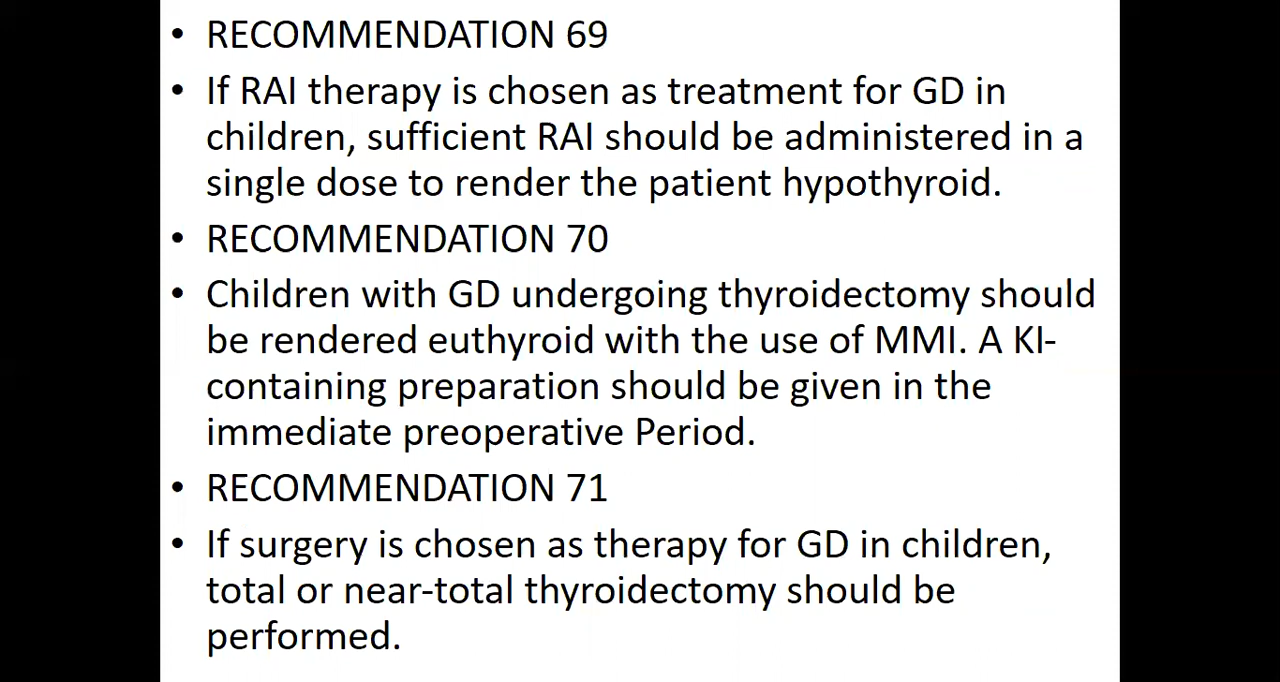 • RECOMMENDATION 69
• If RAI therapy is chosen as treatment for GD in
children, sufficient RAI should be administered in a
single dose to render the patient hypothyroid.
• RECOMMENDATION 70
• Children with GD undergoing thyroidectomy should
be rendered euthyroid with the use of MMI. A KI-
containing preparation should be given in the
immediate preoperative Period.
• RECOMMENDATION 71
• If surgery is chosen as therapy for GD in children,
total or near-total thyroidectomy should be
performed.